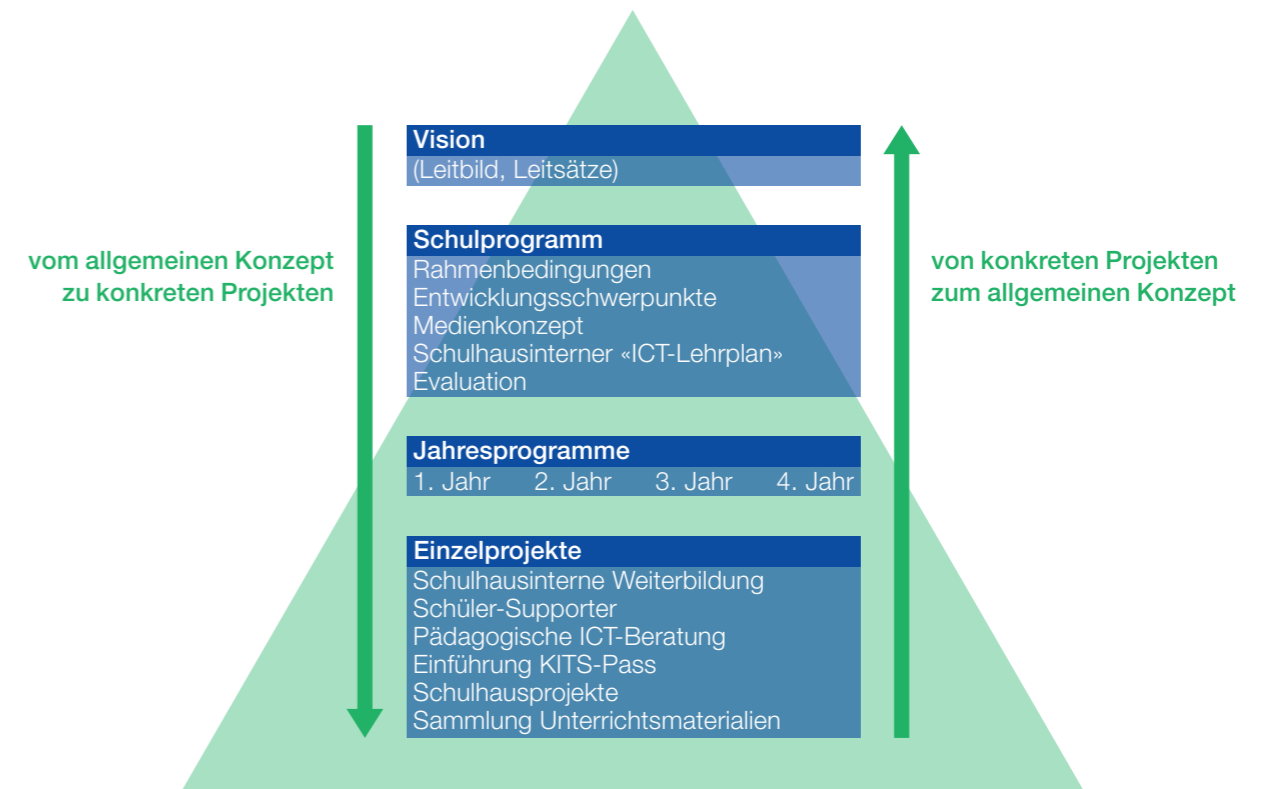 Vision
(Leitbild, Leitsätze)
vom allgemeinen Konzept
zu konkreten Projekten
Schulprogramm
Rahmenbedingungen
Entwicklungsschwerpunkte
Medienkonzept
Schulhausinterner «ICT-Lehrplan»
Evaluation
von konkreten Projekten
zum allgemeinen Konzept
Jahresprogramme
1. Jahr 2. Jahr 3. Jahr 4. Jahr
Einzelprojekte
Schulhausinterne Weiterbildung
Schüler-Supporter
Pädagogische ICT-Beratung
Einführung KITS-Pass
Schulhausprojekte
Sammlung Unterrichtsmaterialien